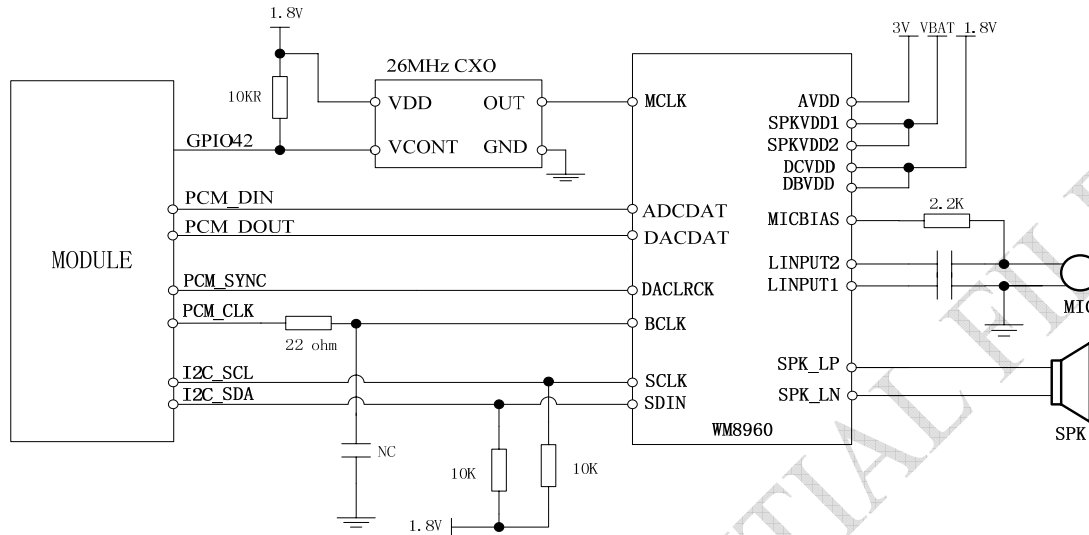 1.8V
3V VBAT 1.8V
26MHz CXO
10KR
VDD OUT
MCLK
AVDD
SPKVDD1
GPIO42
VCONT GND
SPKVDD2
DCVDD
DBVDD
PCM_DIN
ADCDAT
MICBIAS
2.2K
PCM_DOUT
DACDAT
MODULE
LINPUT2
PCM_SYNC
DACLRCK
LINPUT1
MIC
PCM_CLK
22 ohm
BCLK
I2C_SCL
SCLK
SPK_LP
I2C_SDA
SDIN
SPK_LN
WM8960
SPK
NC
10K
10K
1.8V